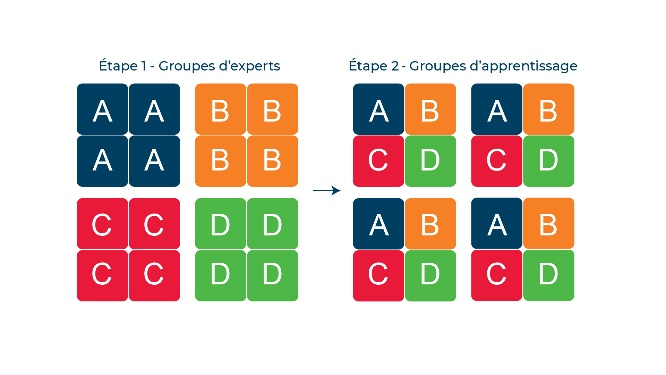 Étape 1 - Groupes d'experts
A A B B
A A B B
C C D D
C C D D
Étape 2 - Groupes d'apprentissage
A B A B
C D C D
A B A B
C D C D